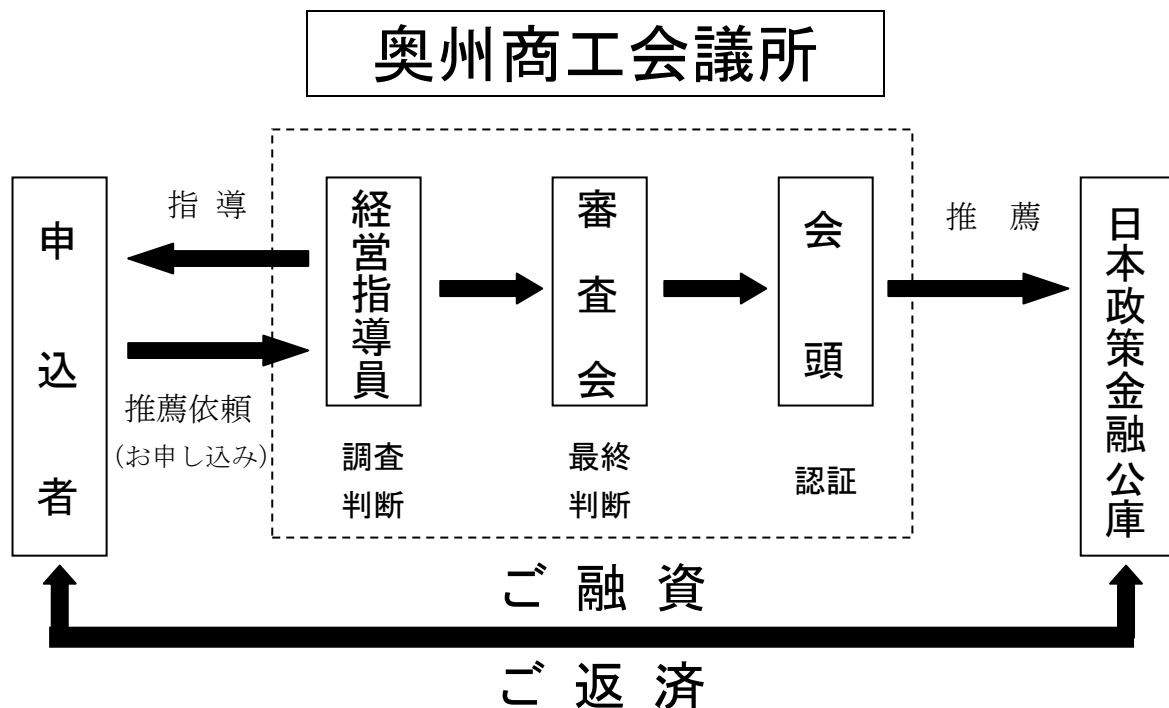 奥州商工会議所
申込者
指導
推薦依頼
(お申し込み)
経営指導員
調査
判断
審査会
最終
判断
会頭
認証
推薦
日本政策金融公庫
ご融資
ご返済